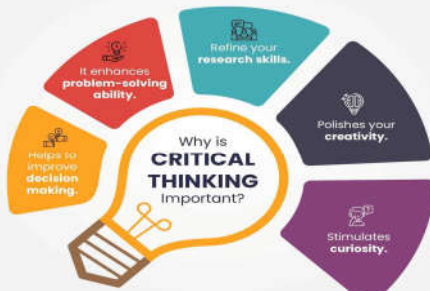 Why is
CRITICAL
THINKING
Important?
Helps to
improve
decision
making.
It enhances
problem-solving
ability.
Refine your
research skills.
Polishes your
creativity.
Stimulates
curiosity.